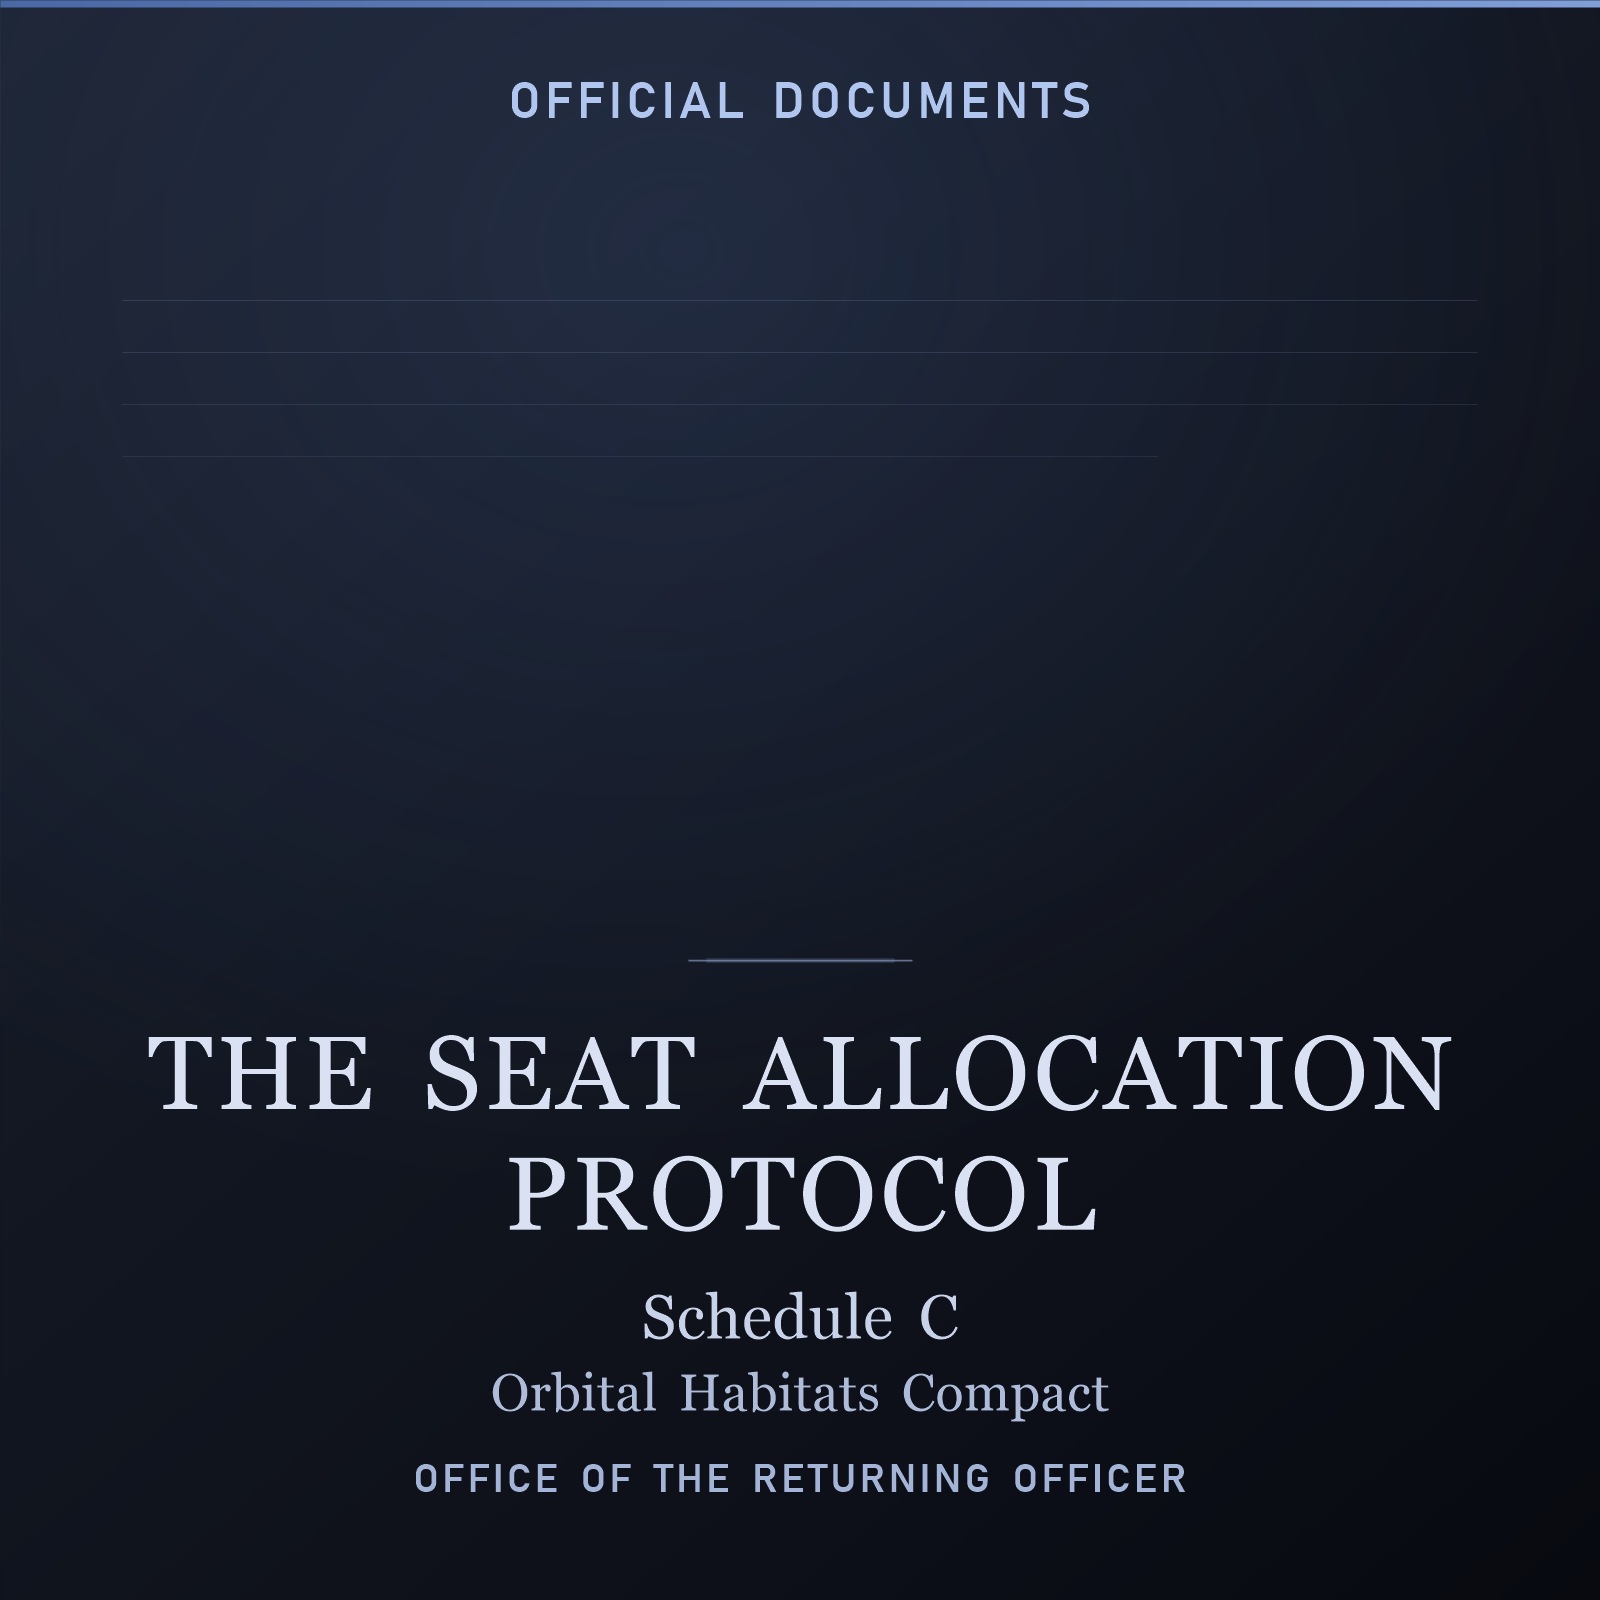 OFFICIAL DOCUMENTS
THE SEAT ALLOCATION
PROTOCOL
Schedule C
Orbital Habitats Compact
OFFICE OF THE RETURNING OFFICER